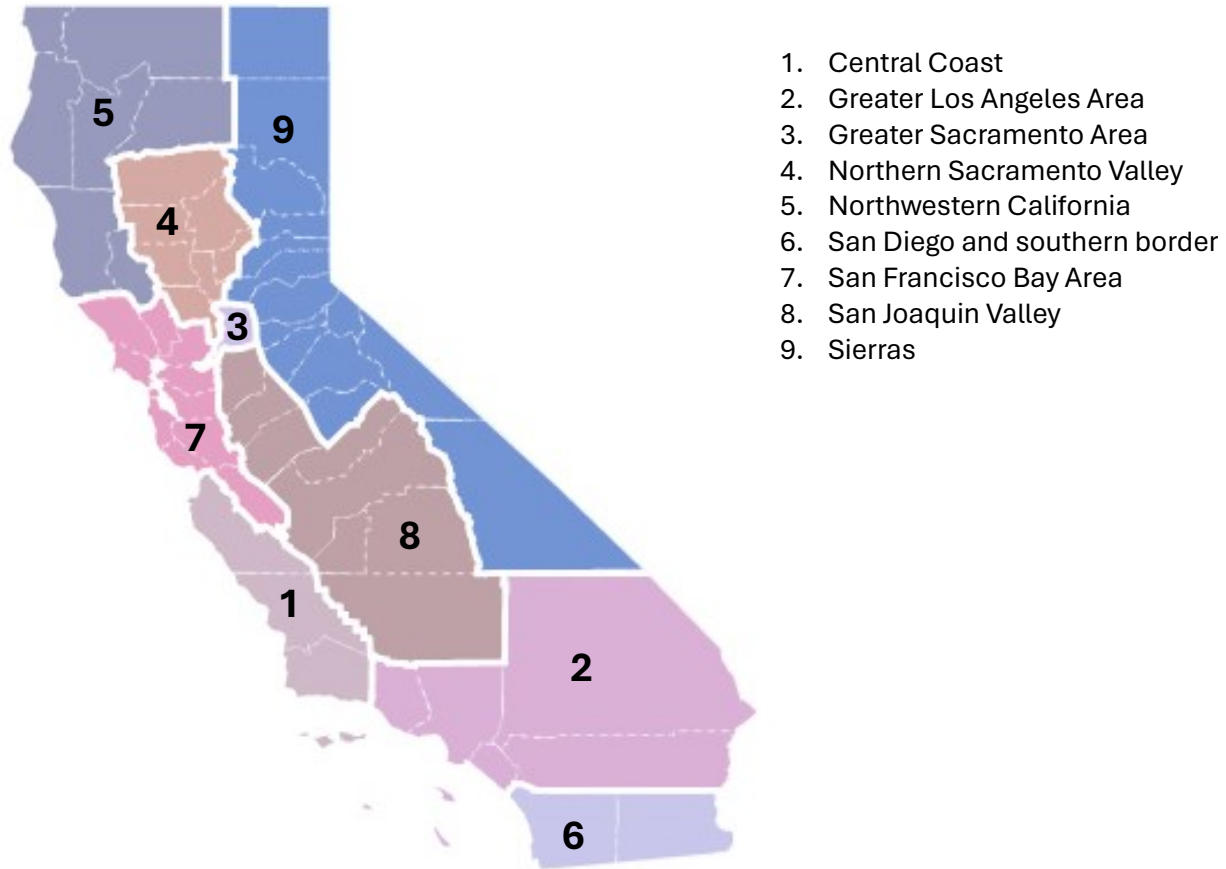 5
9
4
3
7
8
1
2
6
1. Central Coast
2. Greater Los Angeles Area
3. Greater Sacramento Area
4. Northern Sacramento Valley
5. Northwestern California
6. San Diego and southern border
7. San Francisco Bay Area
8. San Joaquin Valley
9. Sierras